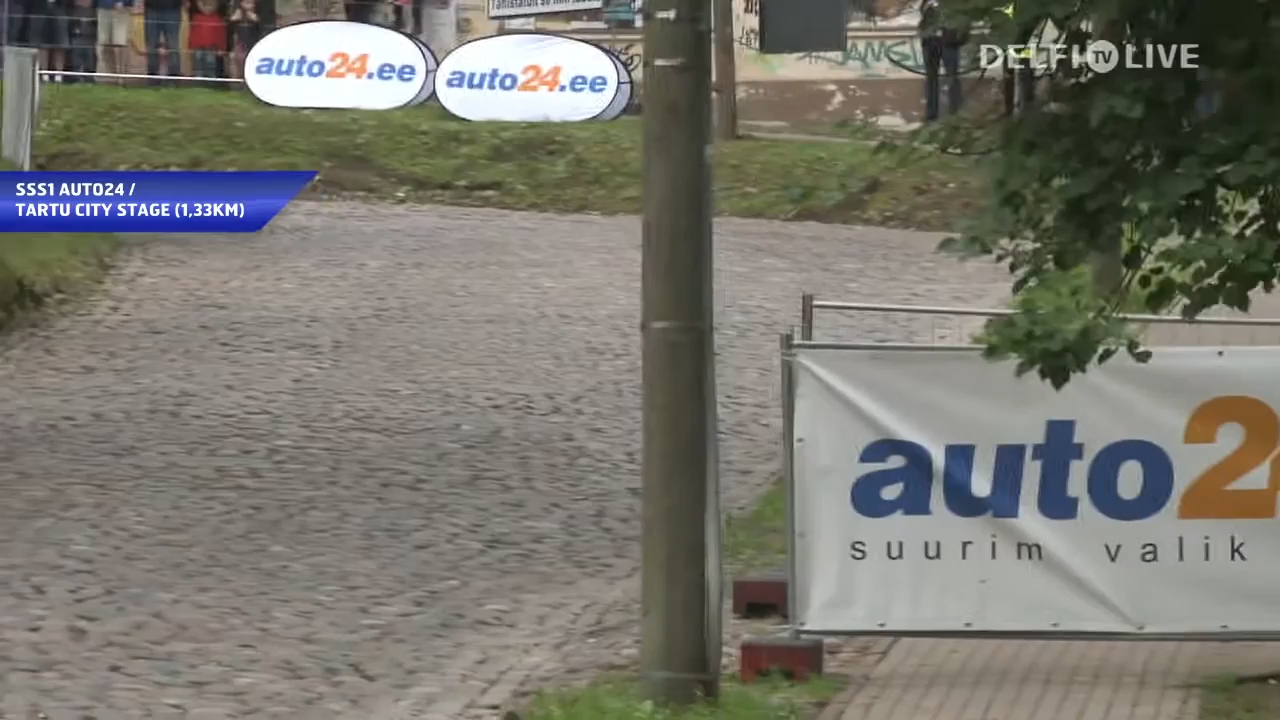 auto24.ee
auto24.ee
DELFI TV LIVE
SSS1 AUTO24 /
TARTU CITY STAGE (1,33KM)
auto2
suurim valik